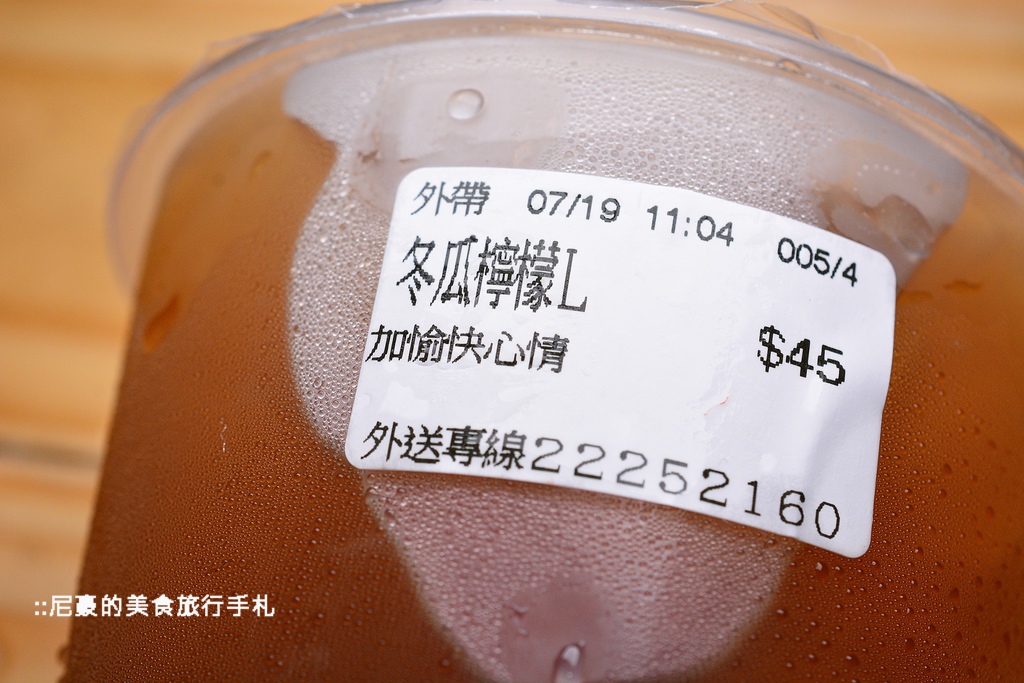 外帶 07/19 11:04 005/4
冬瓜檸檬L
加愉快心情 $45
外送專線22252160
::尼豪的美食旅行手札